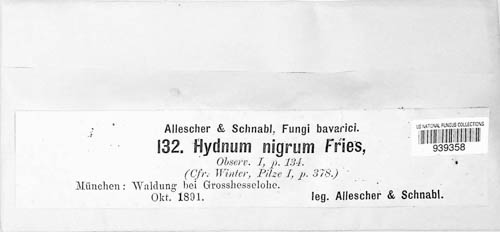 Allescher & Schnabl, Fungi bavarici.
132. Hydnum nigrum Fries,
Observ. I, p. 134.
(Cfr. Winter, Pilze I, p. 378.)
München: Waldung bei Grosshesselohe.
Okt. 1891.
leg. Allescher & Schnabl.
US NATIONAL FUNGUS COLLECTIONS
939358